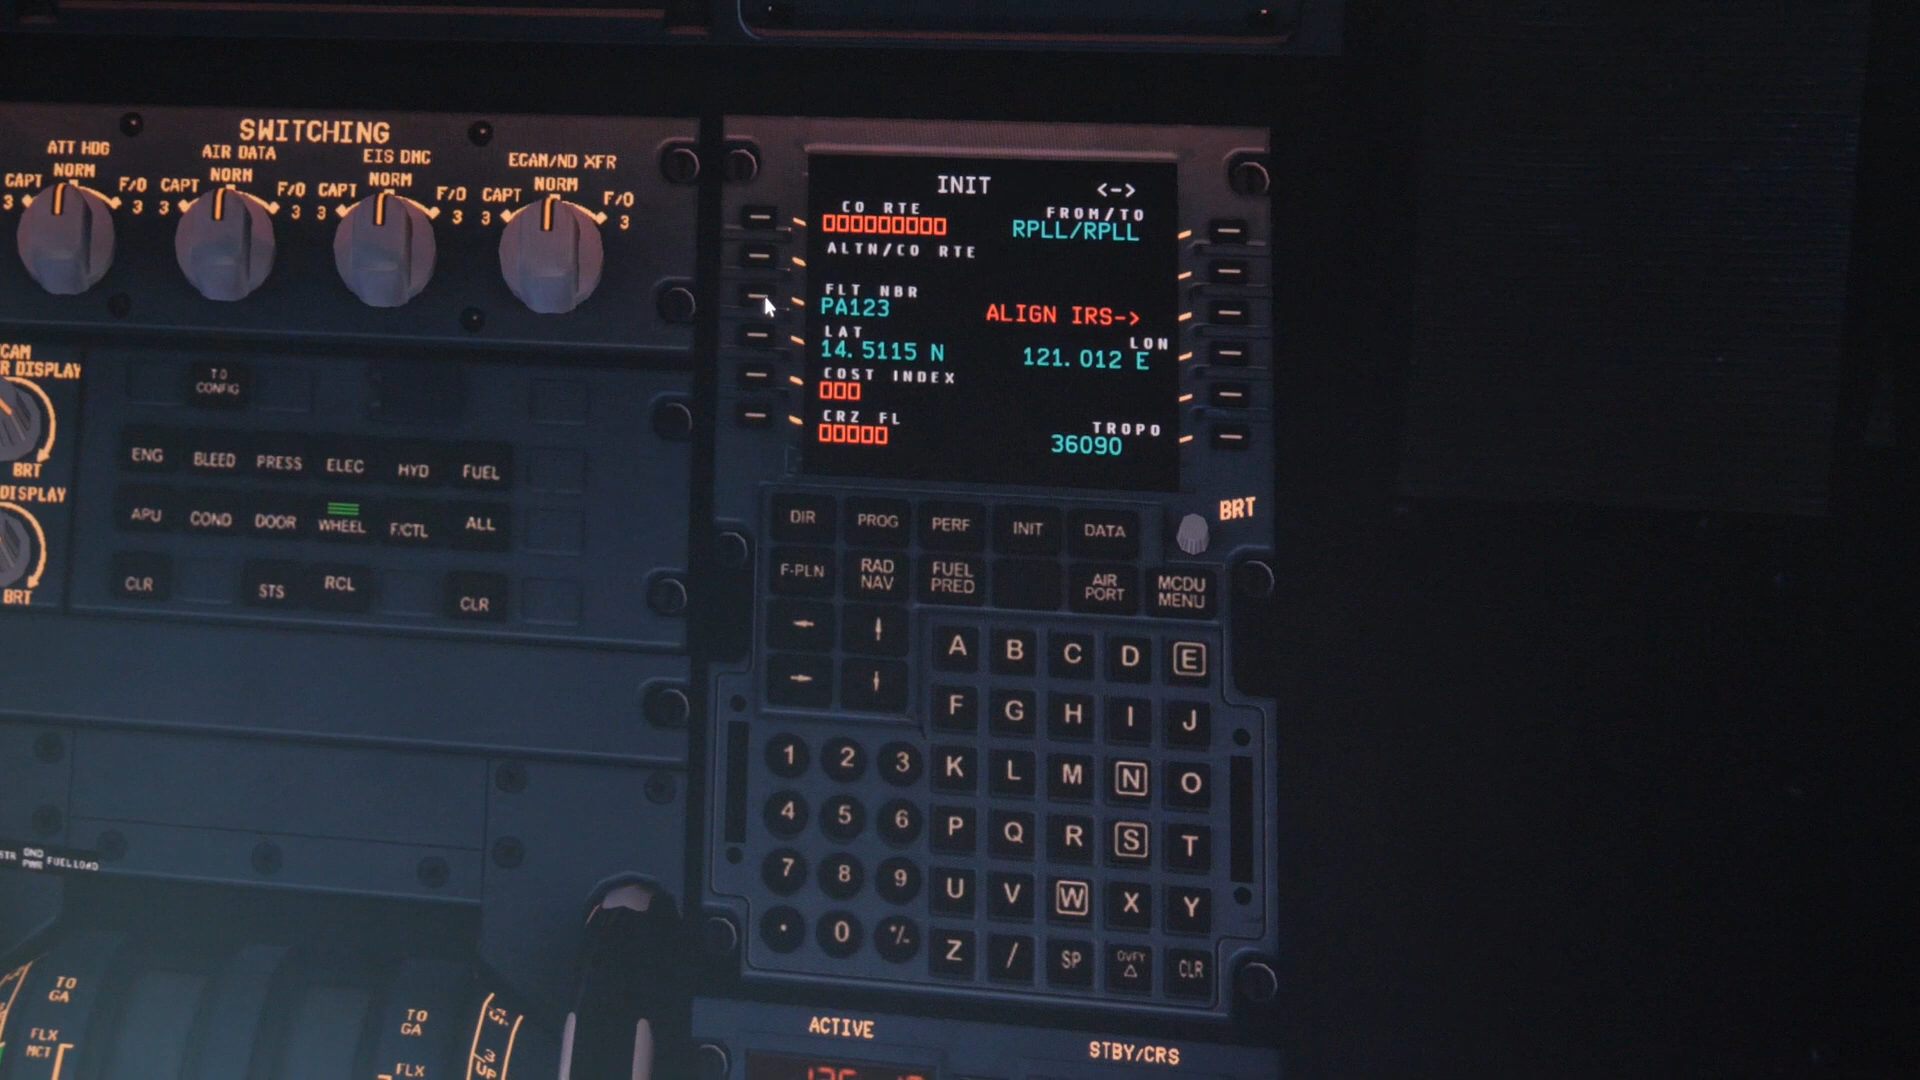 SWITCHING
ATT HDG
AIR DATA
EIS DMC
ECAM/ND XFR
CAPT NORM F/O
3 3
CAPT NORM F/O
3 3
CAPT NORM F/O
3 3
CAPT NORM F/O
3 3
INIT <->
CO RTE FROM/TO
RPLL/RPLL
ALTN/CO RTE
FLT NBR
PA123 ALIGN IRS->
LAT LON
14.5115 N 121.012 E
COST INDEX
CRZ FL TROPO
36090
R DISPLAY
BRT
DISPLAY
BRT
T.O
CONFIG
ENG BLEED PRESS ELEC HYD FUEL
APU COND DOOR WHEEL F/CTL ALL
CLR STS RCL CLR
BRT
DIR PROG PERF INIT DATA
F-PLN RAD NAV FUEL PRED AIR PORT MCDU MENU
A B C D E
F G H I J
1 2 3 K L M N O
4 5 6 P Q R S T
7 8 9 U V W X Y
. 0 +/- Z / SP OVFY Δ CLR
GND
PWR FUEL LOAD
TO
GA
FLX
MCT
TO
GA
FLX
UP
ACTIVE
STBY/CRS